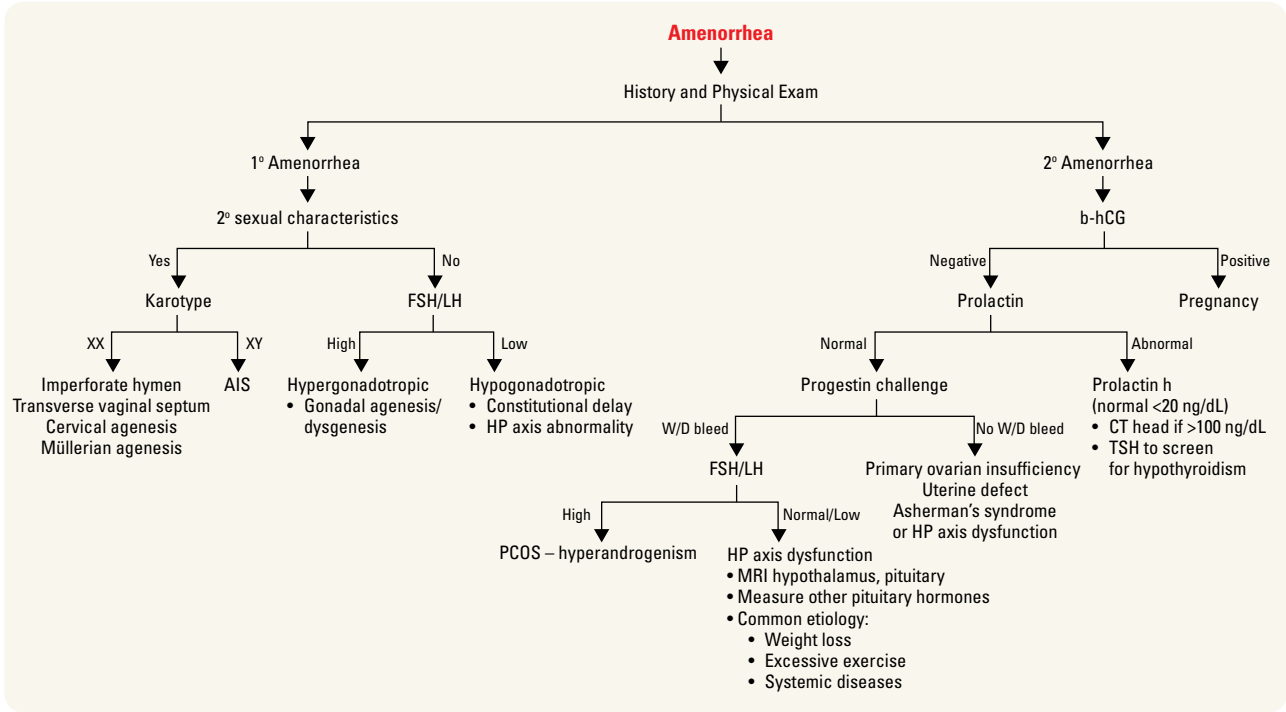 Amenorrhea
History and Physical Exam
1º Amenorrhea
2º Amenorrhea
2º sexual characteristics
b-hCG
Yes
No
Negative
Positive
Karotype
FSH/LH
Prolactin
Pregnancy
XX
XY
High
Low
Normal
Abnormal
Imperforate hymen
Transverse vaginal septum
Cervical agenesis
Müllerian agenesis
AIS
Hypergonadotropic
• Gonadal agenesis/
dysgenesis
Hypogonadotropic
• Constitutional delay
• HP axis abnormality
Progestin challenge
Prolactin h
(normal <20 ng/dL)
• CT head if >100 ng/dL
• TSH to screen
for hypothyroidism
W/D bleed
No W/D bleed
FSH/LH
Primary ovarian insufficiency
Uterine defect
Asherman's syndrome
or HP axis dysfunction
High
Normal/Low
PCOS – hyperandrogenism
HP axis dysfunction
• MRI hypothalamus, pituitary
• Measure other pituitary hormones
• Common etiology:
• Weight loss
• Excessive exercise
• Systemic diseases